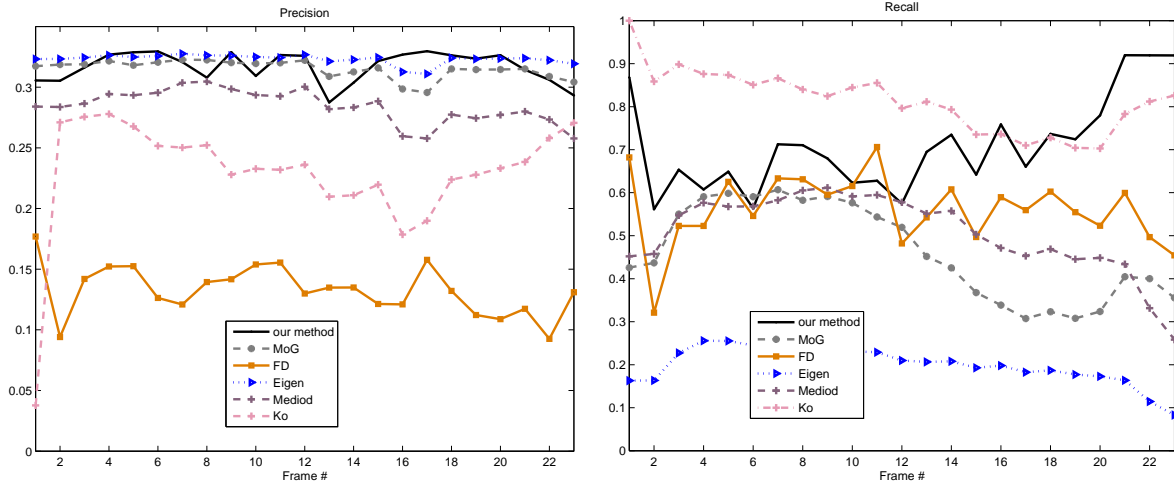 Precision
0.3
0.25
0.2
0.15
0.1
0.05
0
2 4 6 8 10 12 14 16 18 20 22
Frame #
our method
MoG
FD
Eigen
Mediod
Ko
Recall
1
0.9
0.8
0.7
0.6
0.5
0.4
0.3
0.2
0.1
0
2 4 6 8 10 12 14 16 18 20 22
Frame #
our method
MoG
FD
Eigen
Mediod
Ko